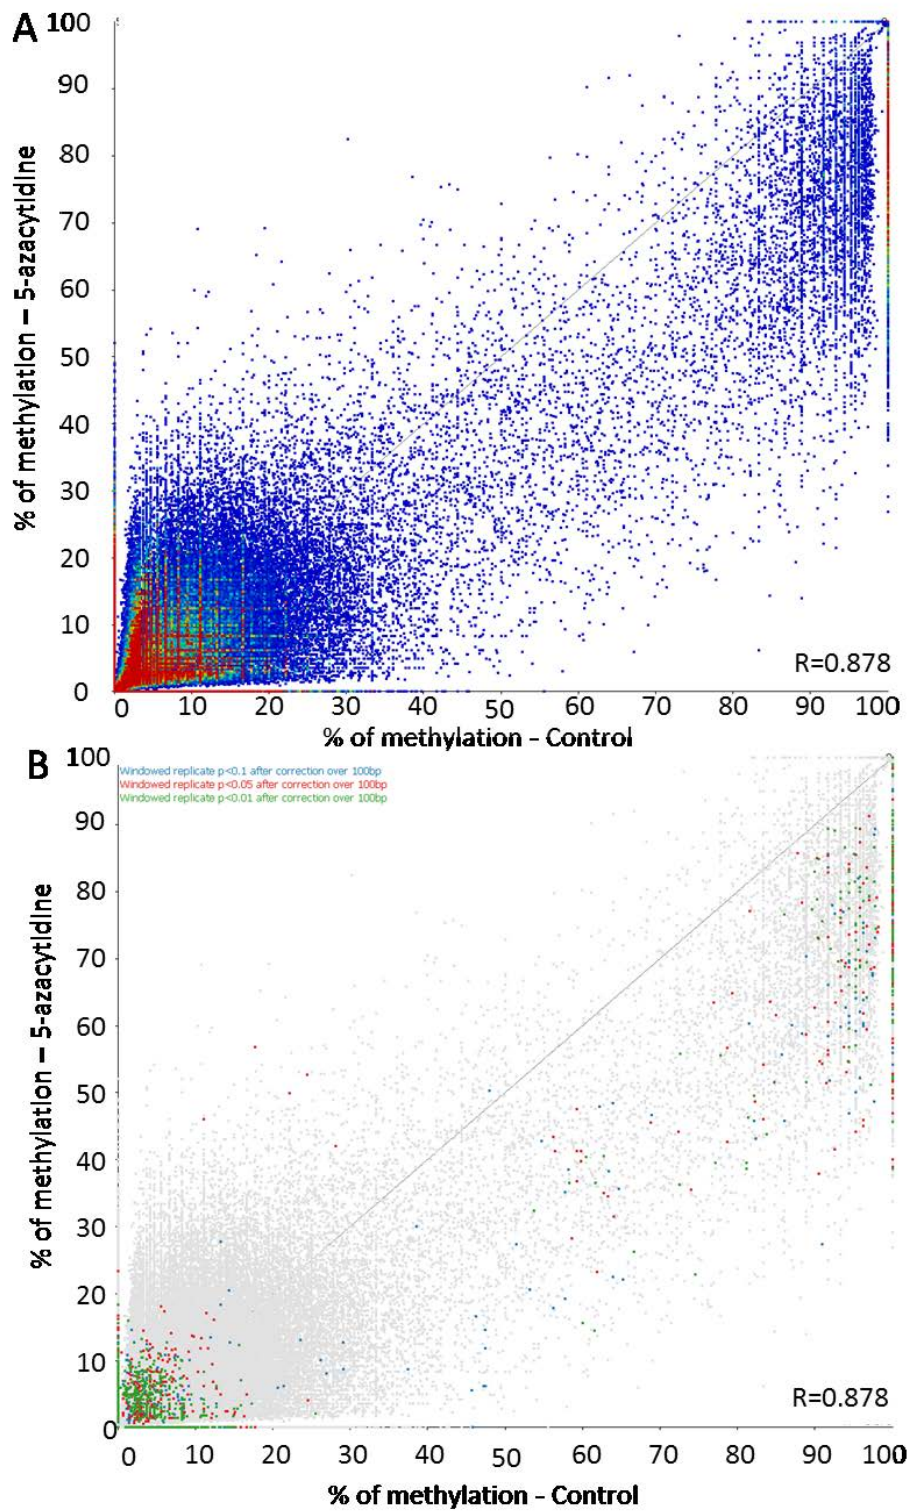 A
100
90
80
70
60
50
40
30
20
10
0
% of methylation – 5-azacytidine
R=0.878
0 10 20 30 40 50 60 70 80 90 100
% of methylation - Control
B
100
Windowed replicate p<0.1 after correction over 100bp
Windowed replicate p<0.05 after correction over 100bp
Windowed replicate p<0.01 after correction over 100bp
90
80
70
60
50
40
30
20
10
0
% of methylation – 5-azacytidine
R=0.878
0 10 20 30 40 50 60 70 80 90 100
% of methylation - Control